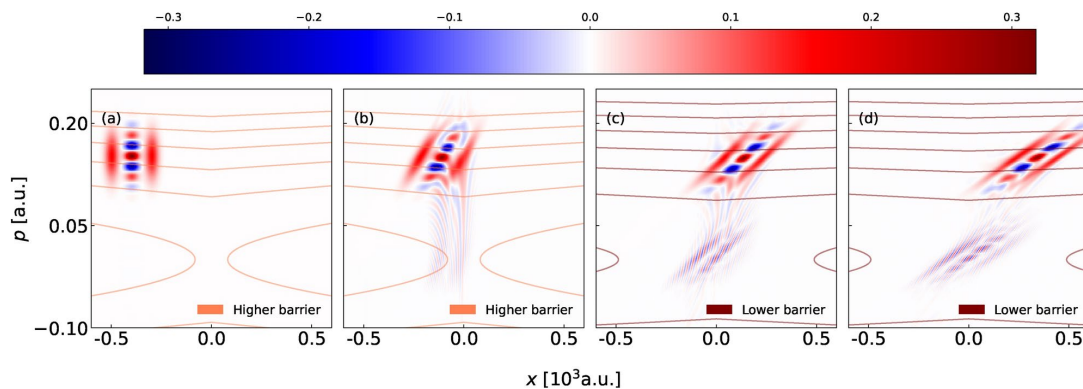 −0.3 −0.2 −0.1 0.0 0.1 0.2 0.3
(a) (b) (c) (d)
0.20
0.05
−0.10
p [a.u.]
Higher barrier Higher barrier Lower barrier Lower barrier
−0.5 0.0 0.5 −0.5 0.0 0.5 −0.5 0.0 0.5 −0.5 0.0 0.5
x [10³a.u.]